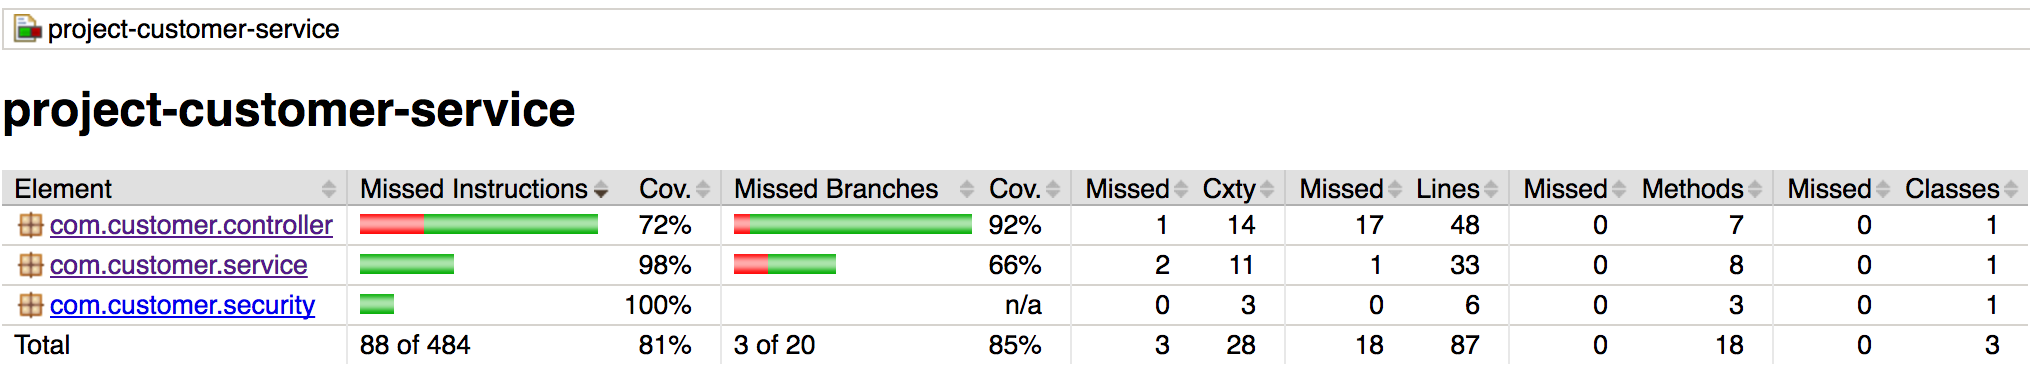 project-customer-service
project-customer-service
Element Missed Instructions Cov. Missed Branches Cov. Missed Cxty Missed Lines Missed Methods Missed Classes
com.customer.controller 72% 92% 1 14 17 48 0 7 0 1
com.customer.service 98% 66% 2 11 1 33 0 8 0 1
com.customer.security 100% n/a 0 3 0 6 0 3 0 1
Total 88 of 484 81% 3 of 20 85% 3 28 18 87 0 18 0 3